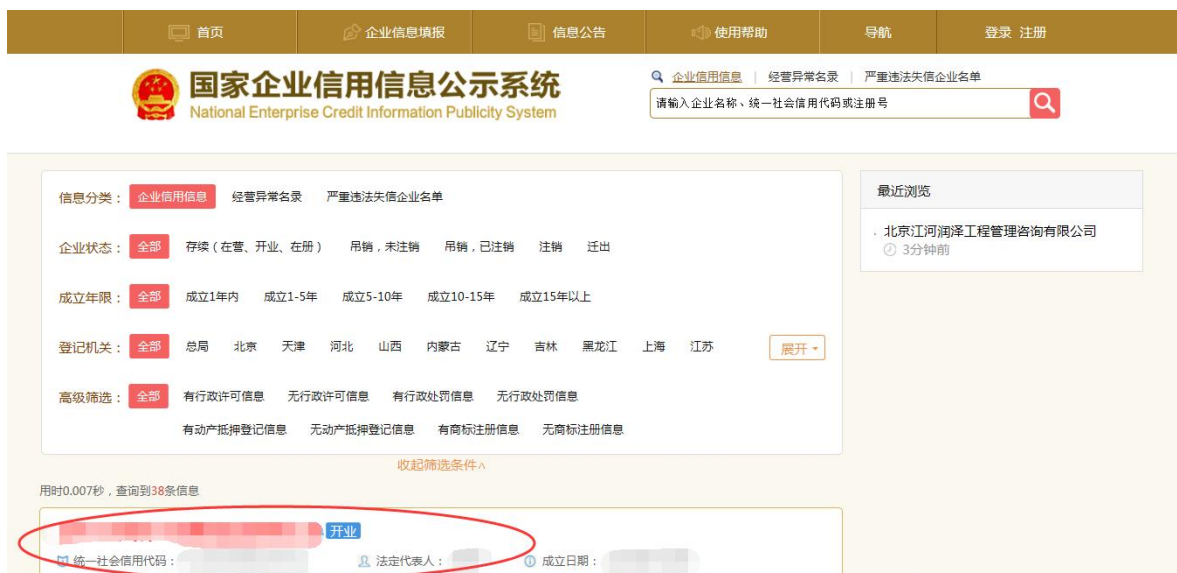 首页 企业信息填报 信息公告 使用帮助 导航 登录 注册
国家企业信用信息公示系统
National Enterprise Credit Information Publicity System
企业信用信息 | 经营异常名录 | 严重违法失信企业名单
请输入企业名称、统一社会信用代码或注册号
信息分类： 企业信用信息 经营异常名录 严重违法失信企业名单
企业状态： 全部 存续（在营、开业、在册） 吊销，未注销 吊销，已注销 注销 迁出
成立年限： 全部 成立1年内 成立1-5年 成立5-10年 成立10-15年 成立15年以上
登记机关： 全部 总局 北京 天津 河北 山西 内蒙古 辽宁 吉林 黑龙江 上海 江苏 展开
高级筛选： 全部 有行政许可信息 无行政许可信息 有行政处罚信息 无行政处罚信息
有动产抵押登记信息 无动产抵押登记信息 有商标注册信息 无商标注册信息
收起筛选条件
最近浏览
北京江河润泽工程管理咨询有限公司
3分钟前
用时0.007秒，查询到38条信息
开业
统一社会信用代码： 法定代表人： 成立日期：